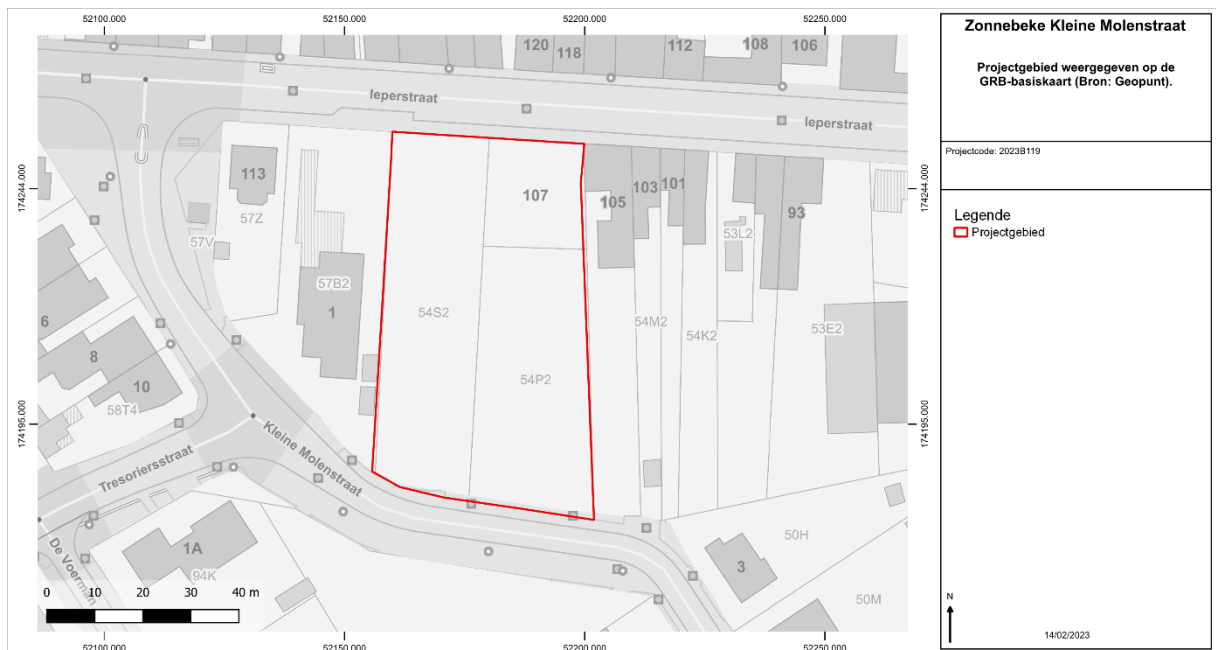 52100.000
52150.000
52200.000
52250.000
120
118
112
108
106
Ieperstraat
Ieperstraat
174244.000
174244.000
113
57Z
57V
107
105
103
101
93
53L2
57B2
1
54S2
54M2
54K2
53E2
6
8
10
58T4
54P2
174195.000
174195.000
Kleine Molenstraat
Tresoriersstraat
De Voerman
1A
94K
3
50H
50M
0 10 20 30 40 m
52100.000
52150.000
52200.000
52250.000
Zonnebeke Kleine Molenstraat
Projectgebied weergegeven op de
GRB-basiskaart (Bron: Geopunt).
Projectcode: 2023B119
Legende
Projectgebied
N
14/02/2023